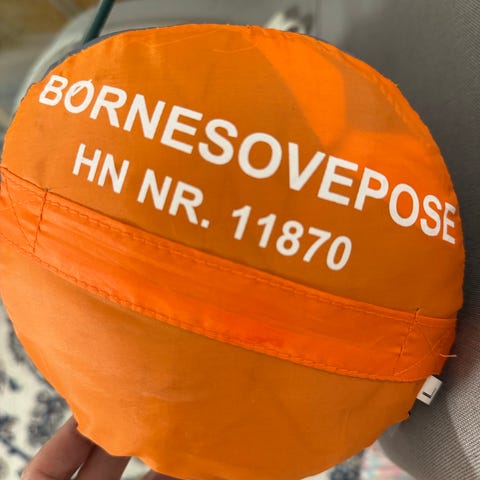 BØRNESOVEPOSE
HN NR. 11870
L